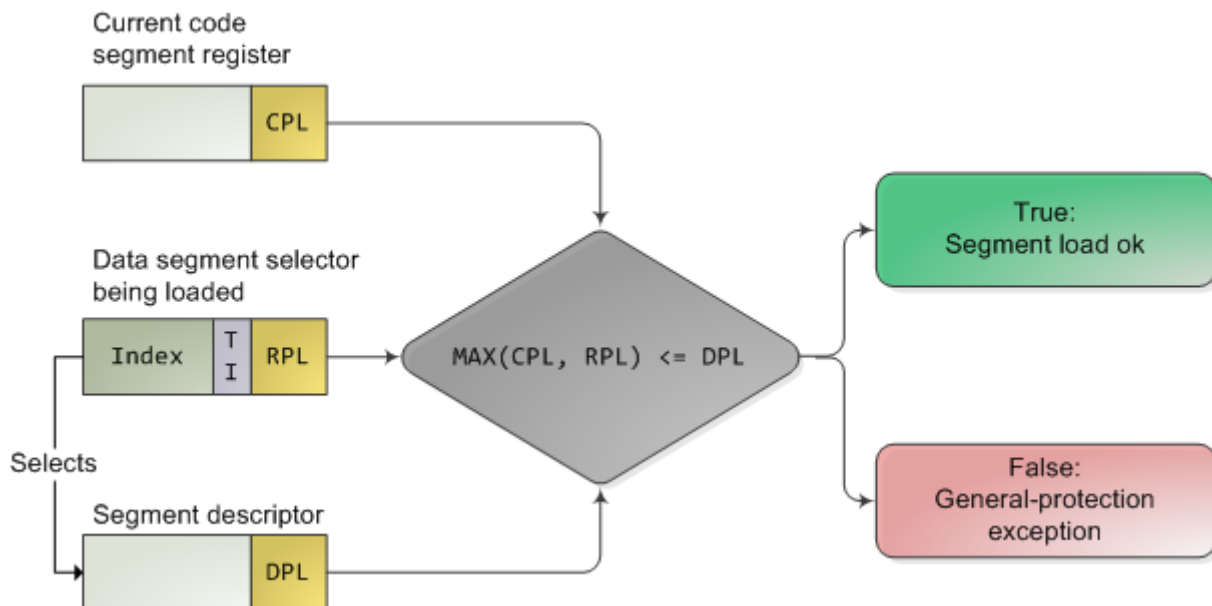 Current code
segment register
CPL
Data segment selector
being loaded
Index
T
I
RPL
Selects
Segment descriptor
DPL
MAX(CPL, RPL) <= DPL
True:
Segment load ok
False:
General-protection
exception